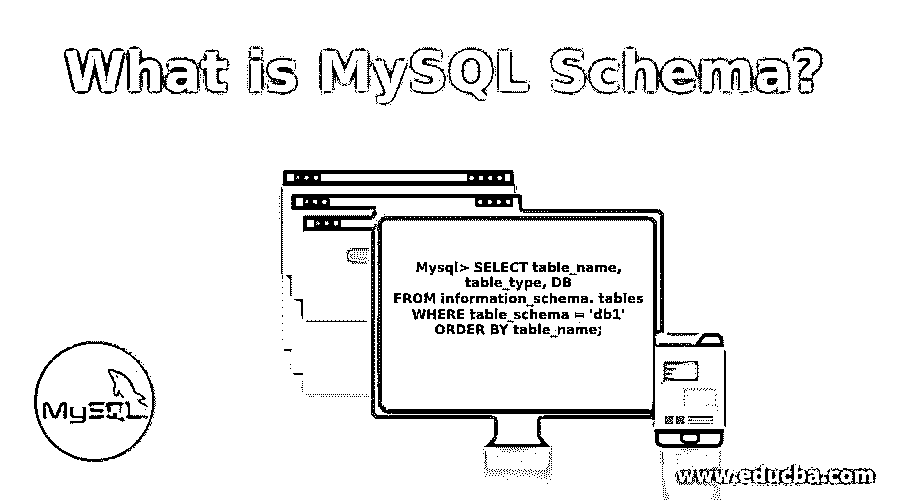 What is MySQL Schema?
Mysql> SELECT table_name,
table_type, DB
FROM information_schema. tables
WHERE table_schema = 'db1'
ORDER BY table_name;
MySQL
www.educba.com